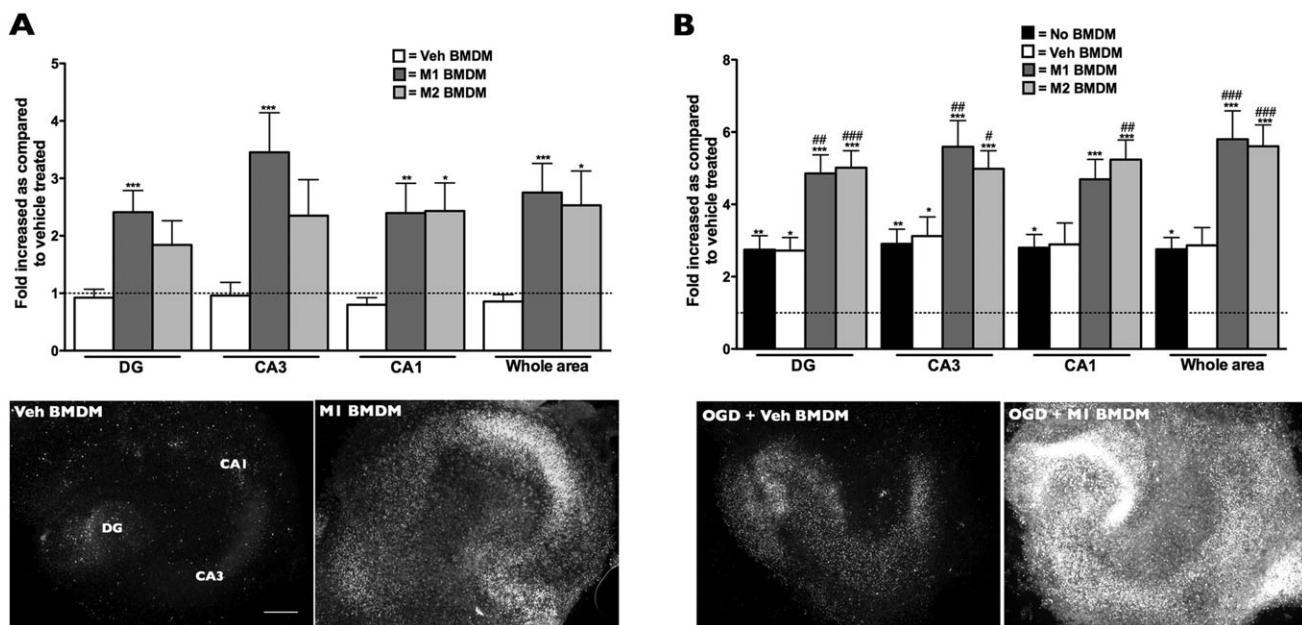 A
= Veh BMDM
= M1 BMDM
= M2 BMDM
Fold increased as compared
to vehicle treated
5
4
3
2
1
0
***
***
**
*
***
*
DG
CA3
CA1
Whole area
Veh BMDM
CA1
DG
CA3
M1 BMDM
B
= No BMDM
= Veh BMDM
= M1 BMDM
= M2 BMDM
Fold increased as compared
to vehicle treated
8
6
4
2
0
**
*
##
***
###
***
**
*
##
***
#
***
*
***
##
***
*
###
***
###
***
DG
CA3
CA1
Whole area
OGD + Veh BMDM
OGD + M1 BMDM